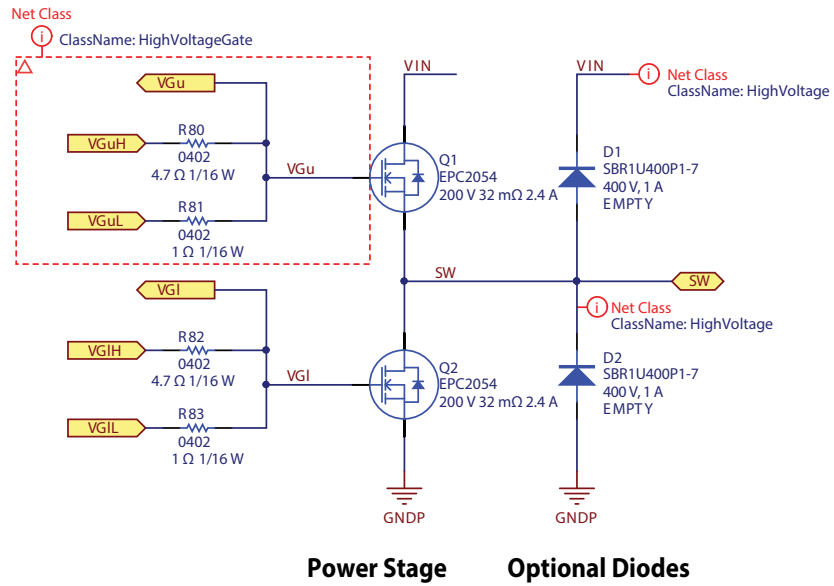 Net Class
ClassName: HighVoltageGate
VGu
VGuH
R80
0402
4.7 Ω 1/16 W
VGu
VGuL
R81
0402
1 Ω 1/16 W
VIN
Q1
EPC2054
200 V 32 mΩ 2.4 A
VIN
Net Class
ClassName: HighVoltage
D1
SBR1U400P1-7
400 V, 1 A
EMPTY
SW
SW
VGl
VGlH
R82
0402
4.7 Ω 1/16 W
VGl
VGlL
R83
0402
1 Ω 1/16 W
Q2
EPC2054
200 V 32 mΩ 2.4 A
Net Class
ClassName: HighVoltage
D2
SBR1U400P1-7
400 V, 1 A
EMPTY
GNDP
GNDP
Power Stage
Optional Diodes